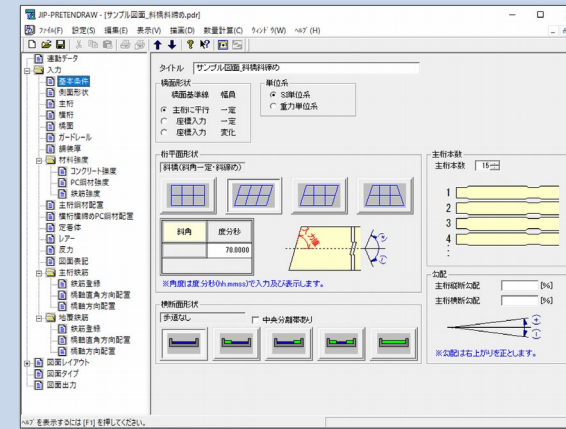 JIP-PRETENDRAW - [サンプル図面_斜橋斜締め.pdr]
ファイル(F) 設定(S) 編集(E) 表示(V) 描画(D) 数量計算(C) ウィンドウ(W) ヘルプ(H)
連動データ
入力
基本条件
側面形状
主桁
横桁
橋面
ガードレール
舗装厚
材料強度
コンクリート強度
PC鋼材強度
鉄筋強度
主桁鋼材配置
横桁横締めPC鋼材配置
定着体
レアー
反力
図面表記
主桁鉄筋
鉄筋登録
橋軸直角方向配置
橋軸方向配置
地覆鉄筋
鉄筋登録
橋軸直角方向配置
橋軸方向配置
図面レイアウト
図面タイプ
図面出力
タイトル サンプル図面_斜橋斜締め
橋面形状
橋面基準線 幅員
主桁に平行 一定
座標入力 一定
座標入力 変化
単位系
SI単位系
重力単位系
桁平面形状
斜橋(斜角一定・斜締め)
斜角 度分秒
70.0000
入力値
※角度は度分秒(hh.mmss)で入力及び表示します。
主桁本数
主桁本数 15
1
2
3
4
横断面形状
歩道なし 中央分離帯あり
勾配
主桁縦断勾配 [%]
主桁横断勾配 [%]
※勾配は右上がりを正とします。
ヘルプを表示するには [F1] を押してください。